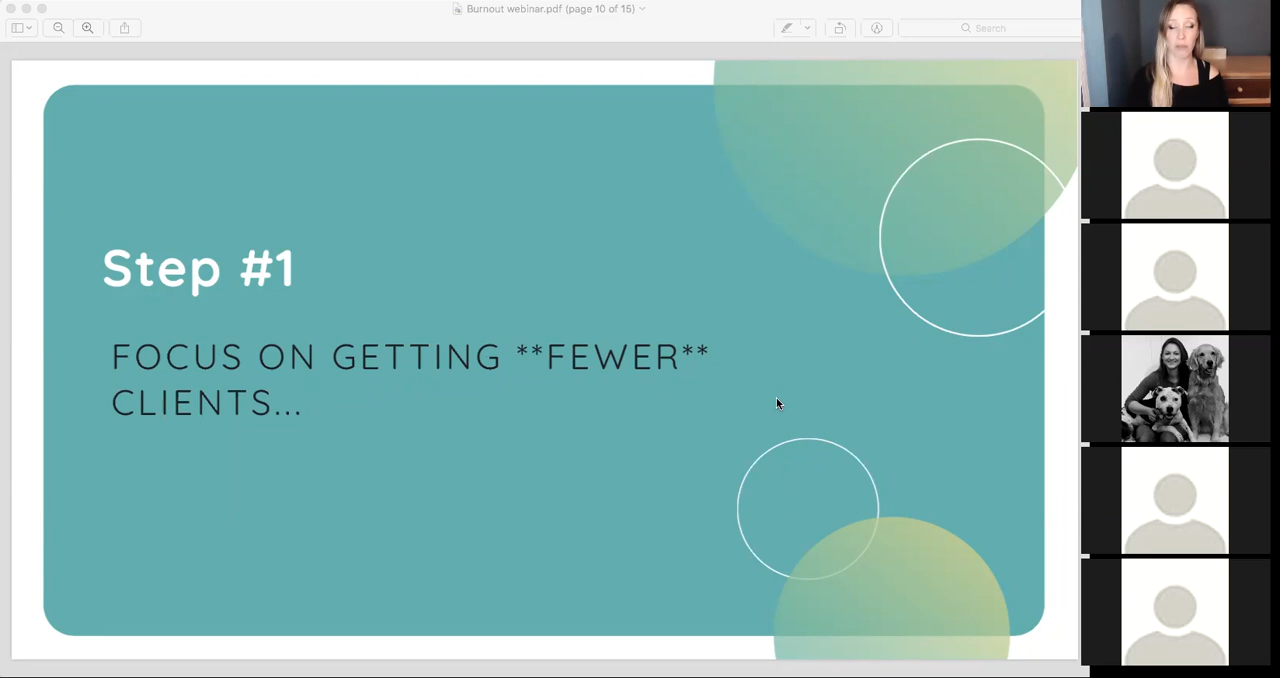 Burnout webinar.pdf (page 10 of 15)
Search
Step #1
FOCUS ON GETTING **FEWER**
CLIENTS...